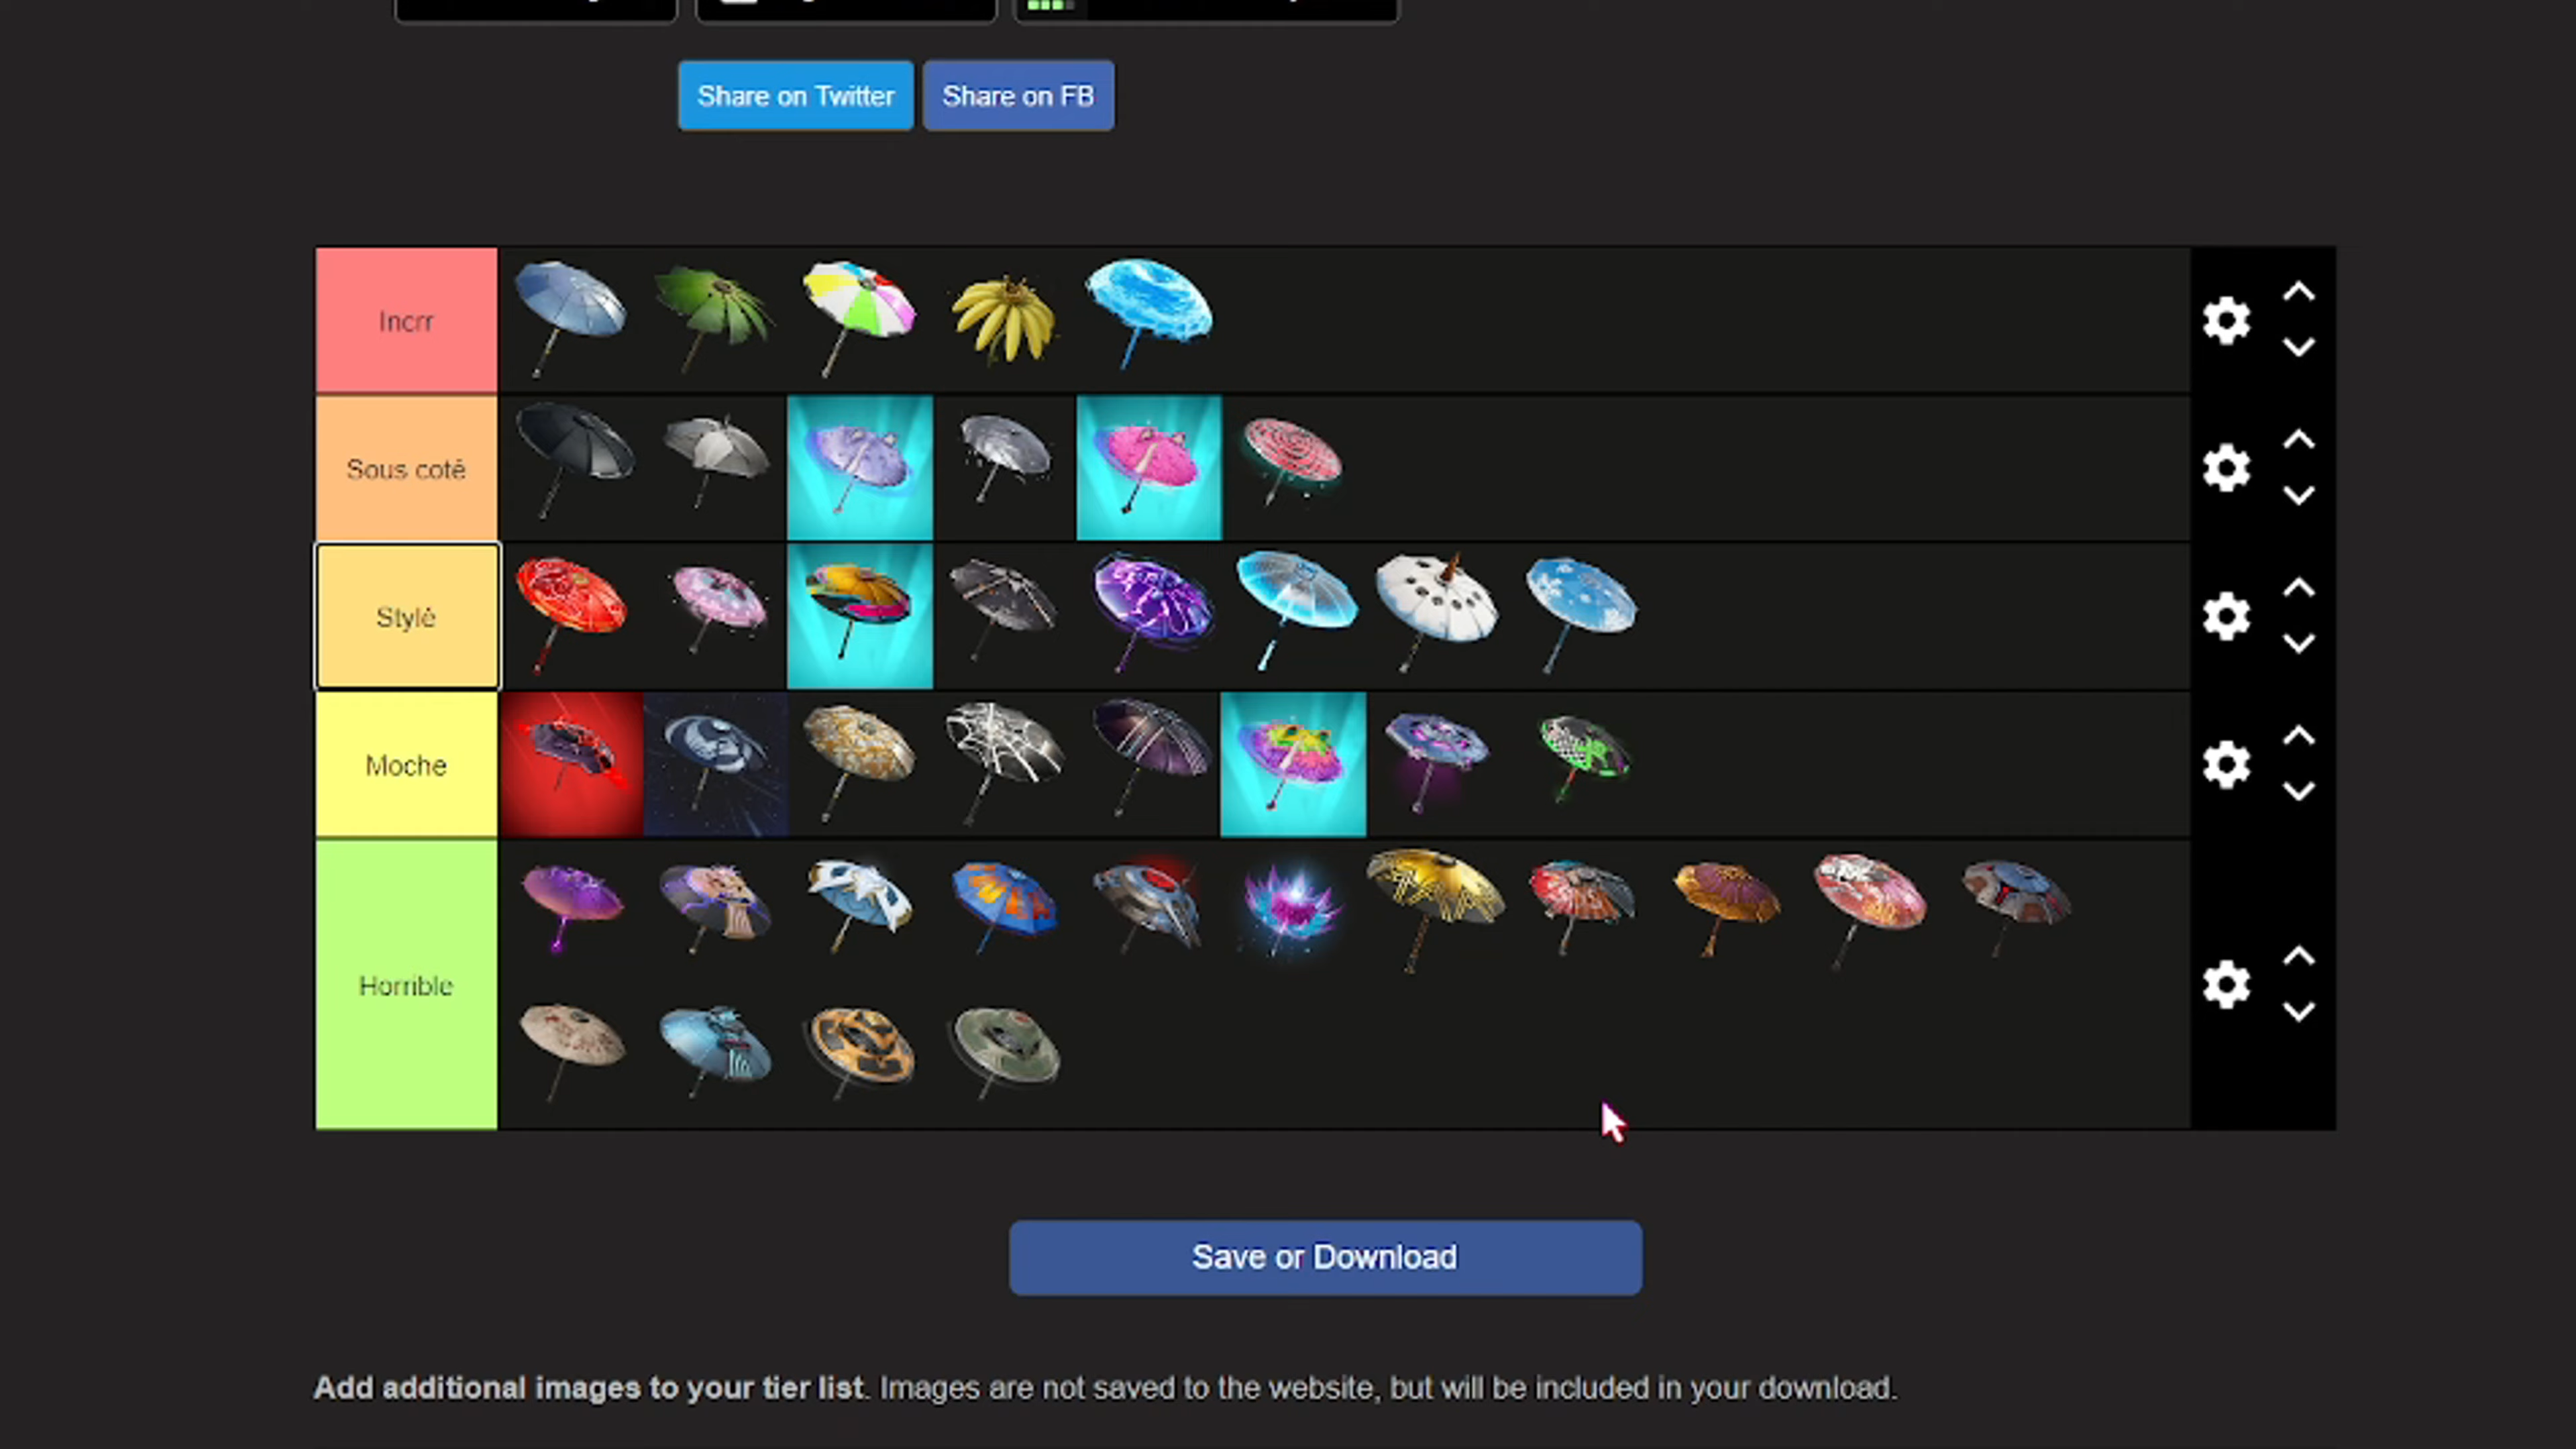 Share on Twitter
Share on FB
Incrr
Sous coté
Stylé
Moche
Horrible
Save or Download
Add additional images to your tier list. Images are not saved to the website, but will be included in your download.